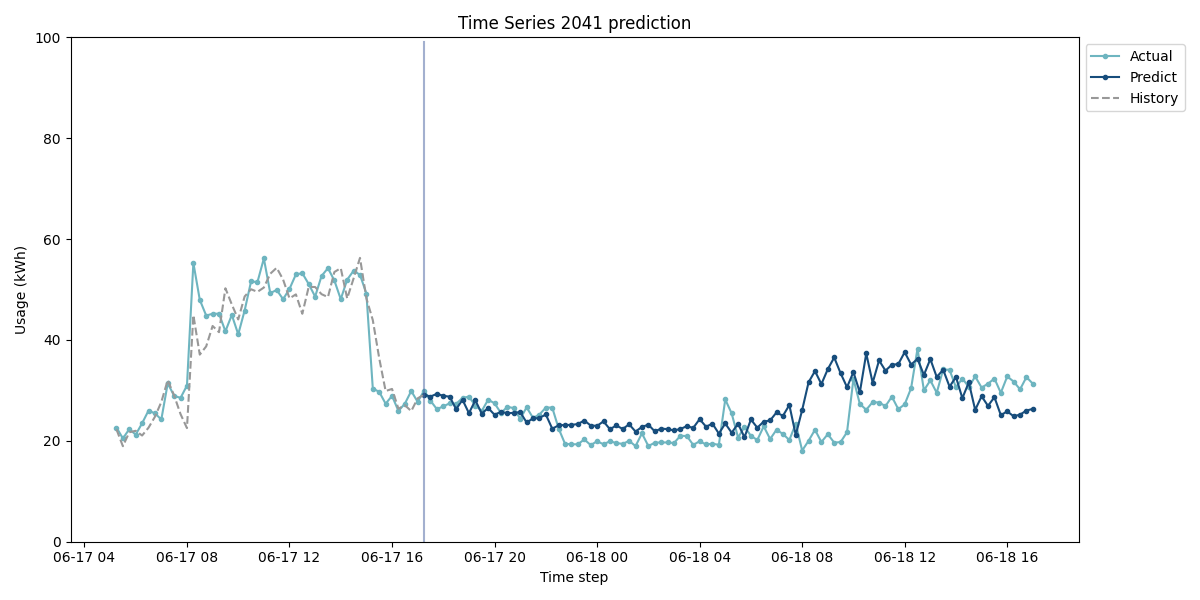 Time Series 2041 prediction
100
80
60
40
20
0
Usage (kWh)
06-17 04
06-17 08
06-17 12
06-17 16
06-17 20
06-18 00
06-18 04
06-18 08
06-18 12
06-18 16
Time step
Actual
Predict
History